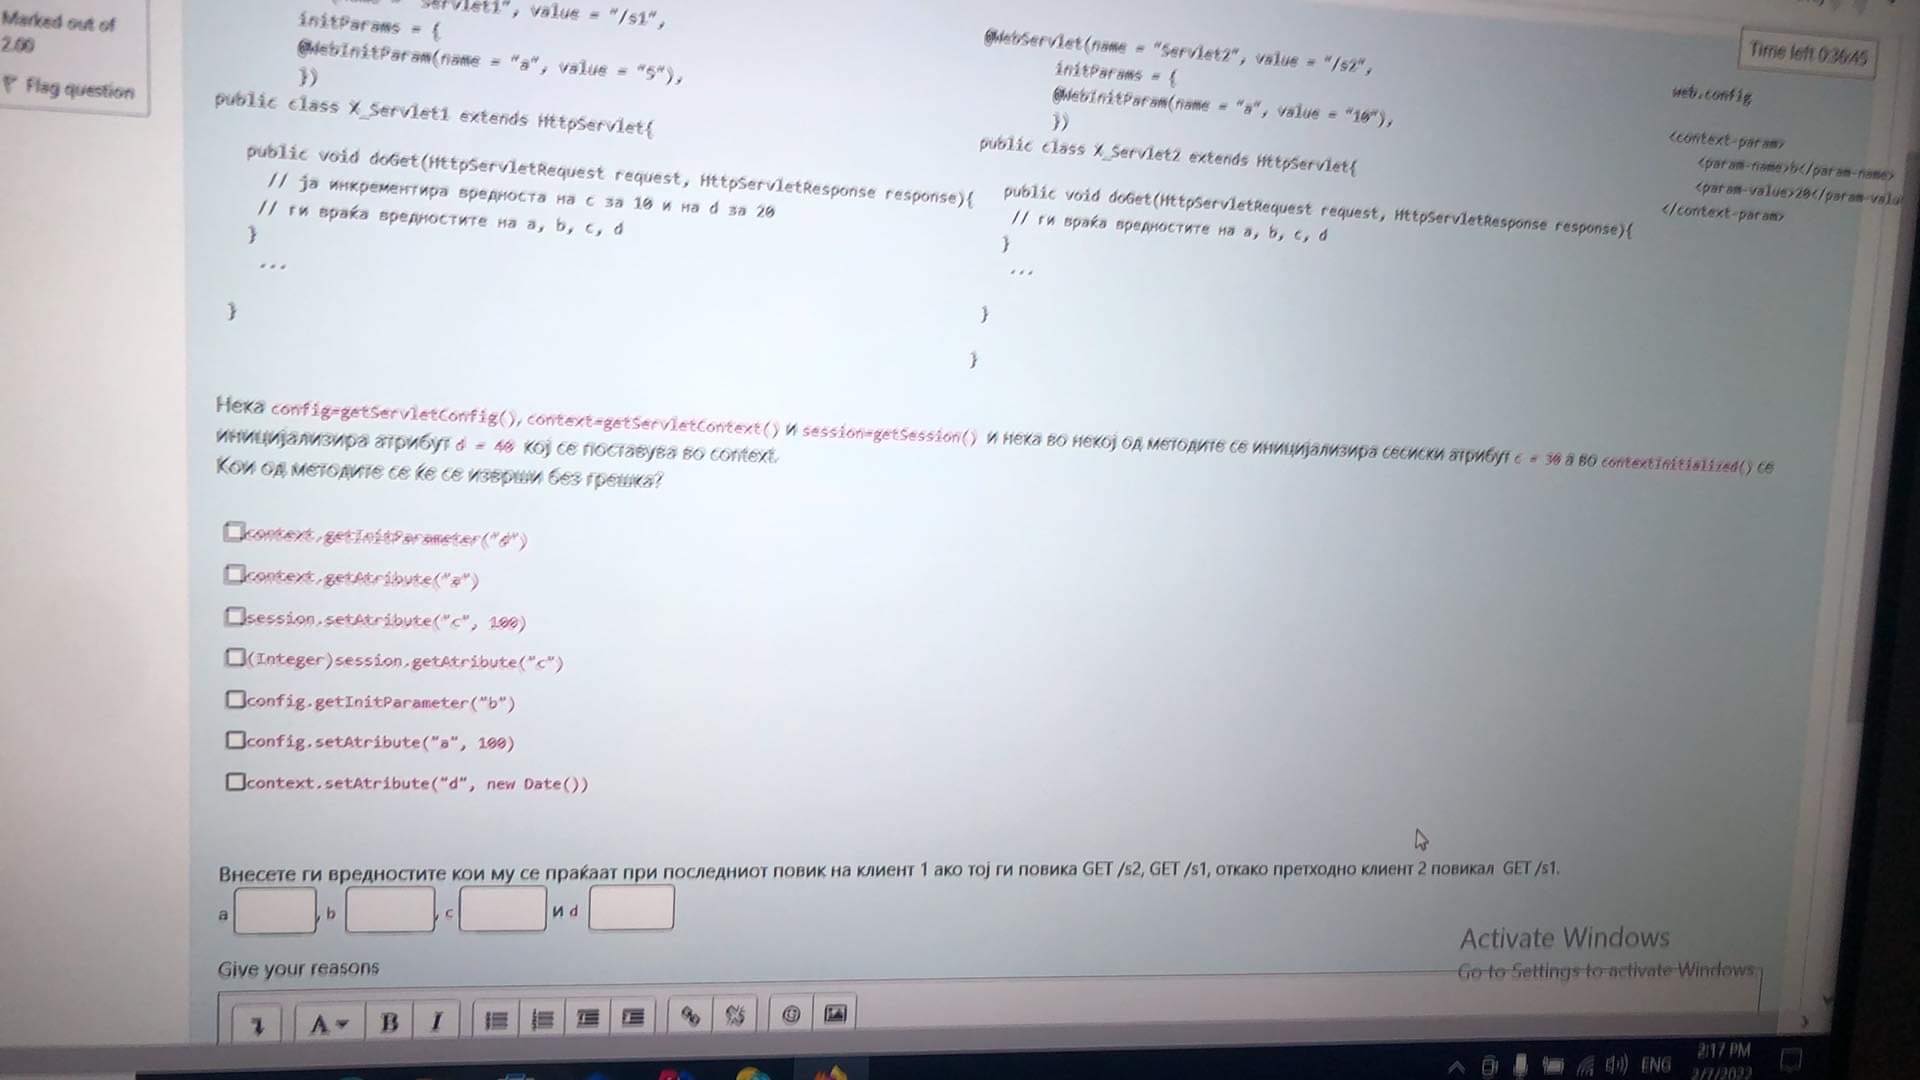 Marked out of
2.00
Flag question
Servlet1", value = "/s1",
initParams = {
@WebInitParam(name = "a", value = "5"),
})
public class X_Servlet1 extends HttpServlet{
public void doGet(HttpServletRequest request, HttpServletResponse response){
// ја инкрементира вредноста на c за 10 и на d за 20
// ги враќа вредностите на a, b, c, d
}
...
}
@WebServlet(name = "Servlet2", value = "/s2",
initParams = {
@WebInitParam(name = "a", value = "10"),
})
public class X_Servlet2 extends HttpServlet{
public void doGet(HttpServletRequest request, HttpServletResponse response){
// ги враќа вредностите на a, b, c, d
}
...
}
}
Time left 0:36:45
web.config
<context-param>
<param-name>b</param-name>
<param-value>20</param-valu
</context-param>
Нека config=getServletConfig(), context=getServletContext() и session=getSession() и нека во некој од методите се иницијализира сесиски атрибут c = 30 а во contextInitialized() се
иницијализира атрибут d = 40 кој се поставува во context.
Кои од методите се ќе се изврши без грешка?
context.getInitParameter("d")
context.getAtribute("a")
session.setAtribute("c", 100)
(Integer)session.getAtribute("c")
config.getInitParameter("b")
config.setAtribute("a", 100)
context.setAtribute("d", new Date())
Внесете ги вредностите кои му се праќаат при последниот повик на клиент 1 ако тој ги повика GET /s2, GET /s1, откако претходно клиент 2 повикал GET /s1.
a , b , c и d
Give your reasons
Activate Windows
Go to Settings to activate Windows.
A B I
ENG
2:17 PM
2/7/2022